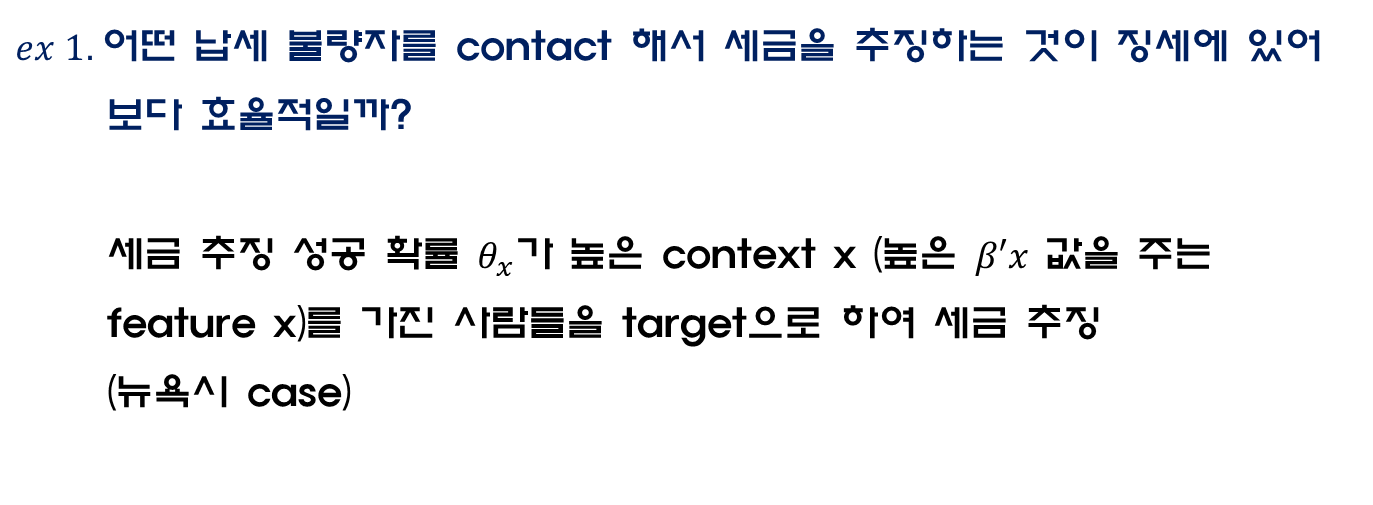 ex 1. 어떤 납세 불량자를 contact 해서 세금을 추징하는 것이 징세에 있어
보다 효율적일까?
세금 추징 성공 확률 θₓ가 높은 context x (높은 β′x 값을 주는
feature x)를 가진 사람들을 target으로 하여 세금 추징
(뉴욕시 case)